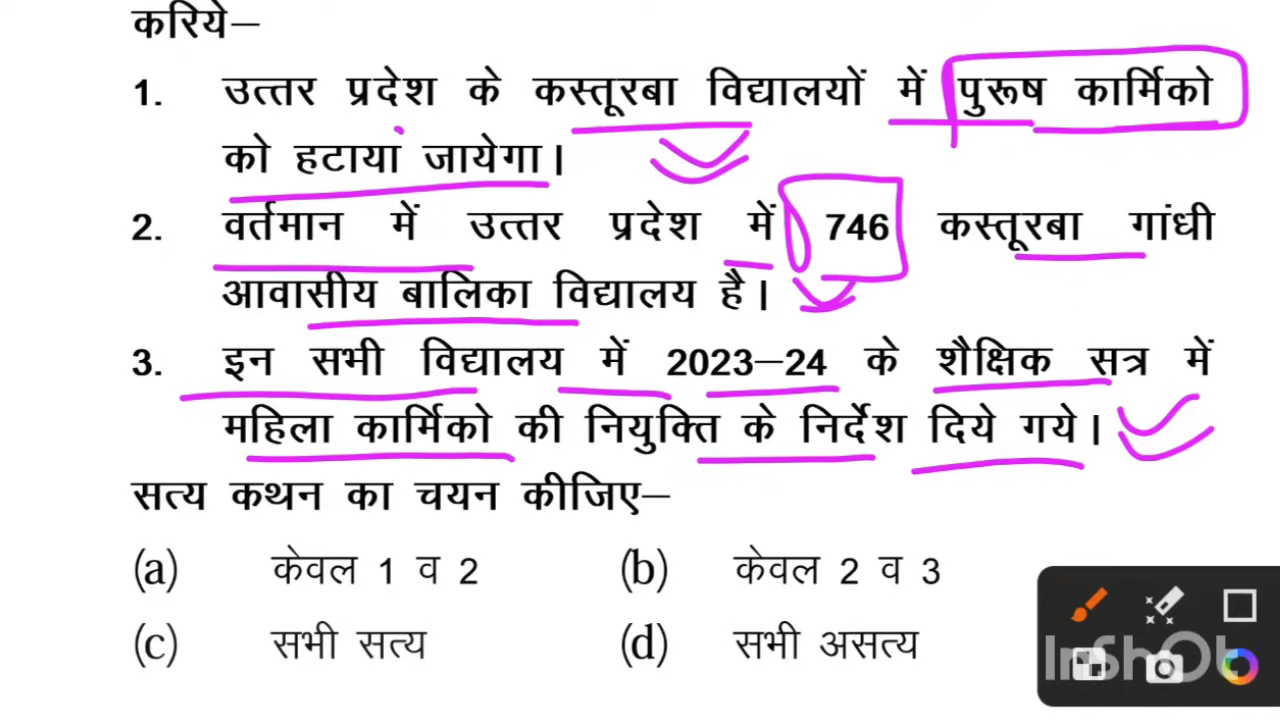 करिये–
1. उत्तर प्रदेश के कस्तूरबा विद्यालयों में पुरूष कार्मिको
को हटाया जायेगा।
2. वर्तमान में उत्तर प्रदेश में 746 कस्तूरबा गांधी
आवासीय बालिका विद्यालय है।
3. इन सभी विद्यालय में 2023–24 के शैक्षिक सत्र में
महिला कार्मिको की नियुक्ति के निर्देश दिये गये।
सत्य कथन का चयन कीजिए–
(a) केवल 1 व 2 (b) केवल 2 व 3
(c) सभी सत्य (d) सभी असत्य
InShOt